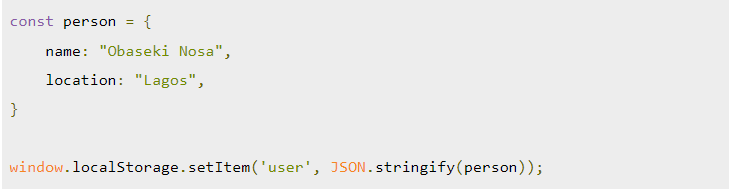 const person = {
    name: "Obaseki Nosa",
    location: "Lagos",
}
window.localStorage.setItem('user', JSON.stringify(person));